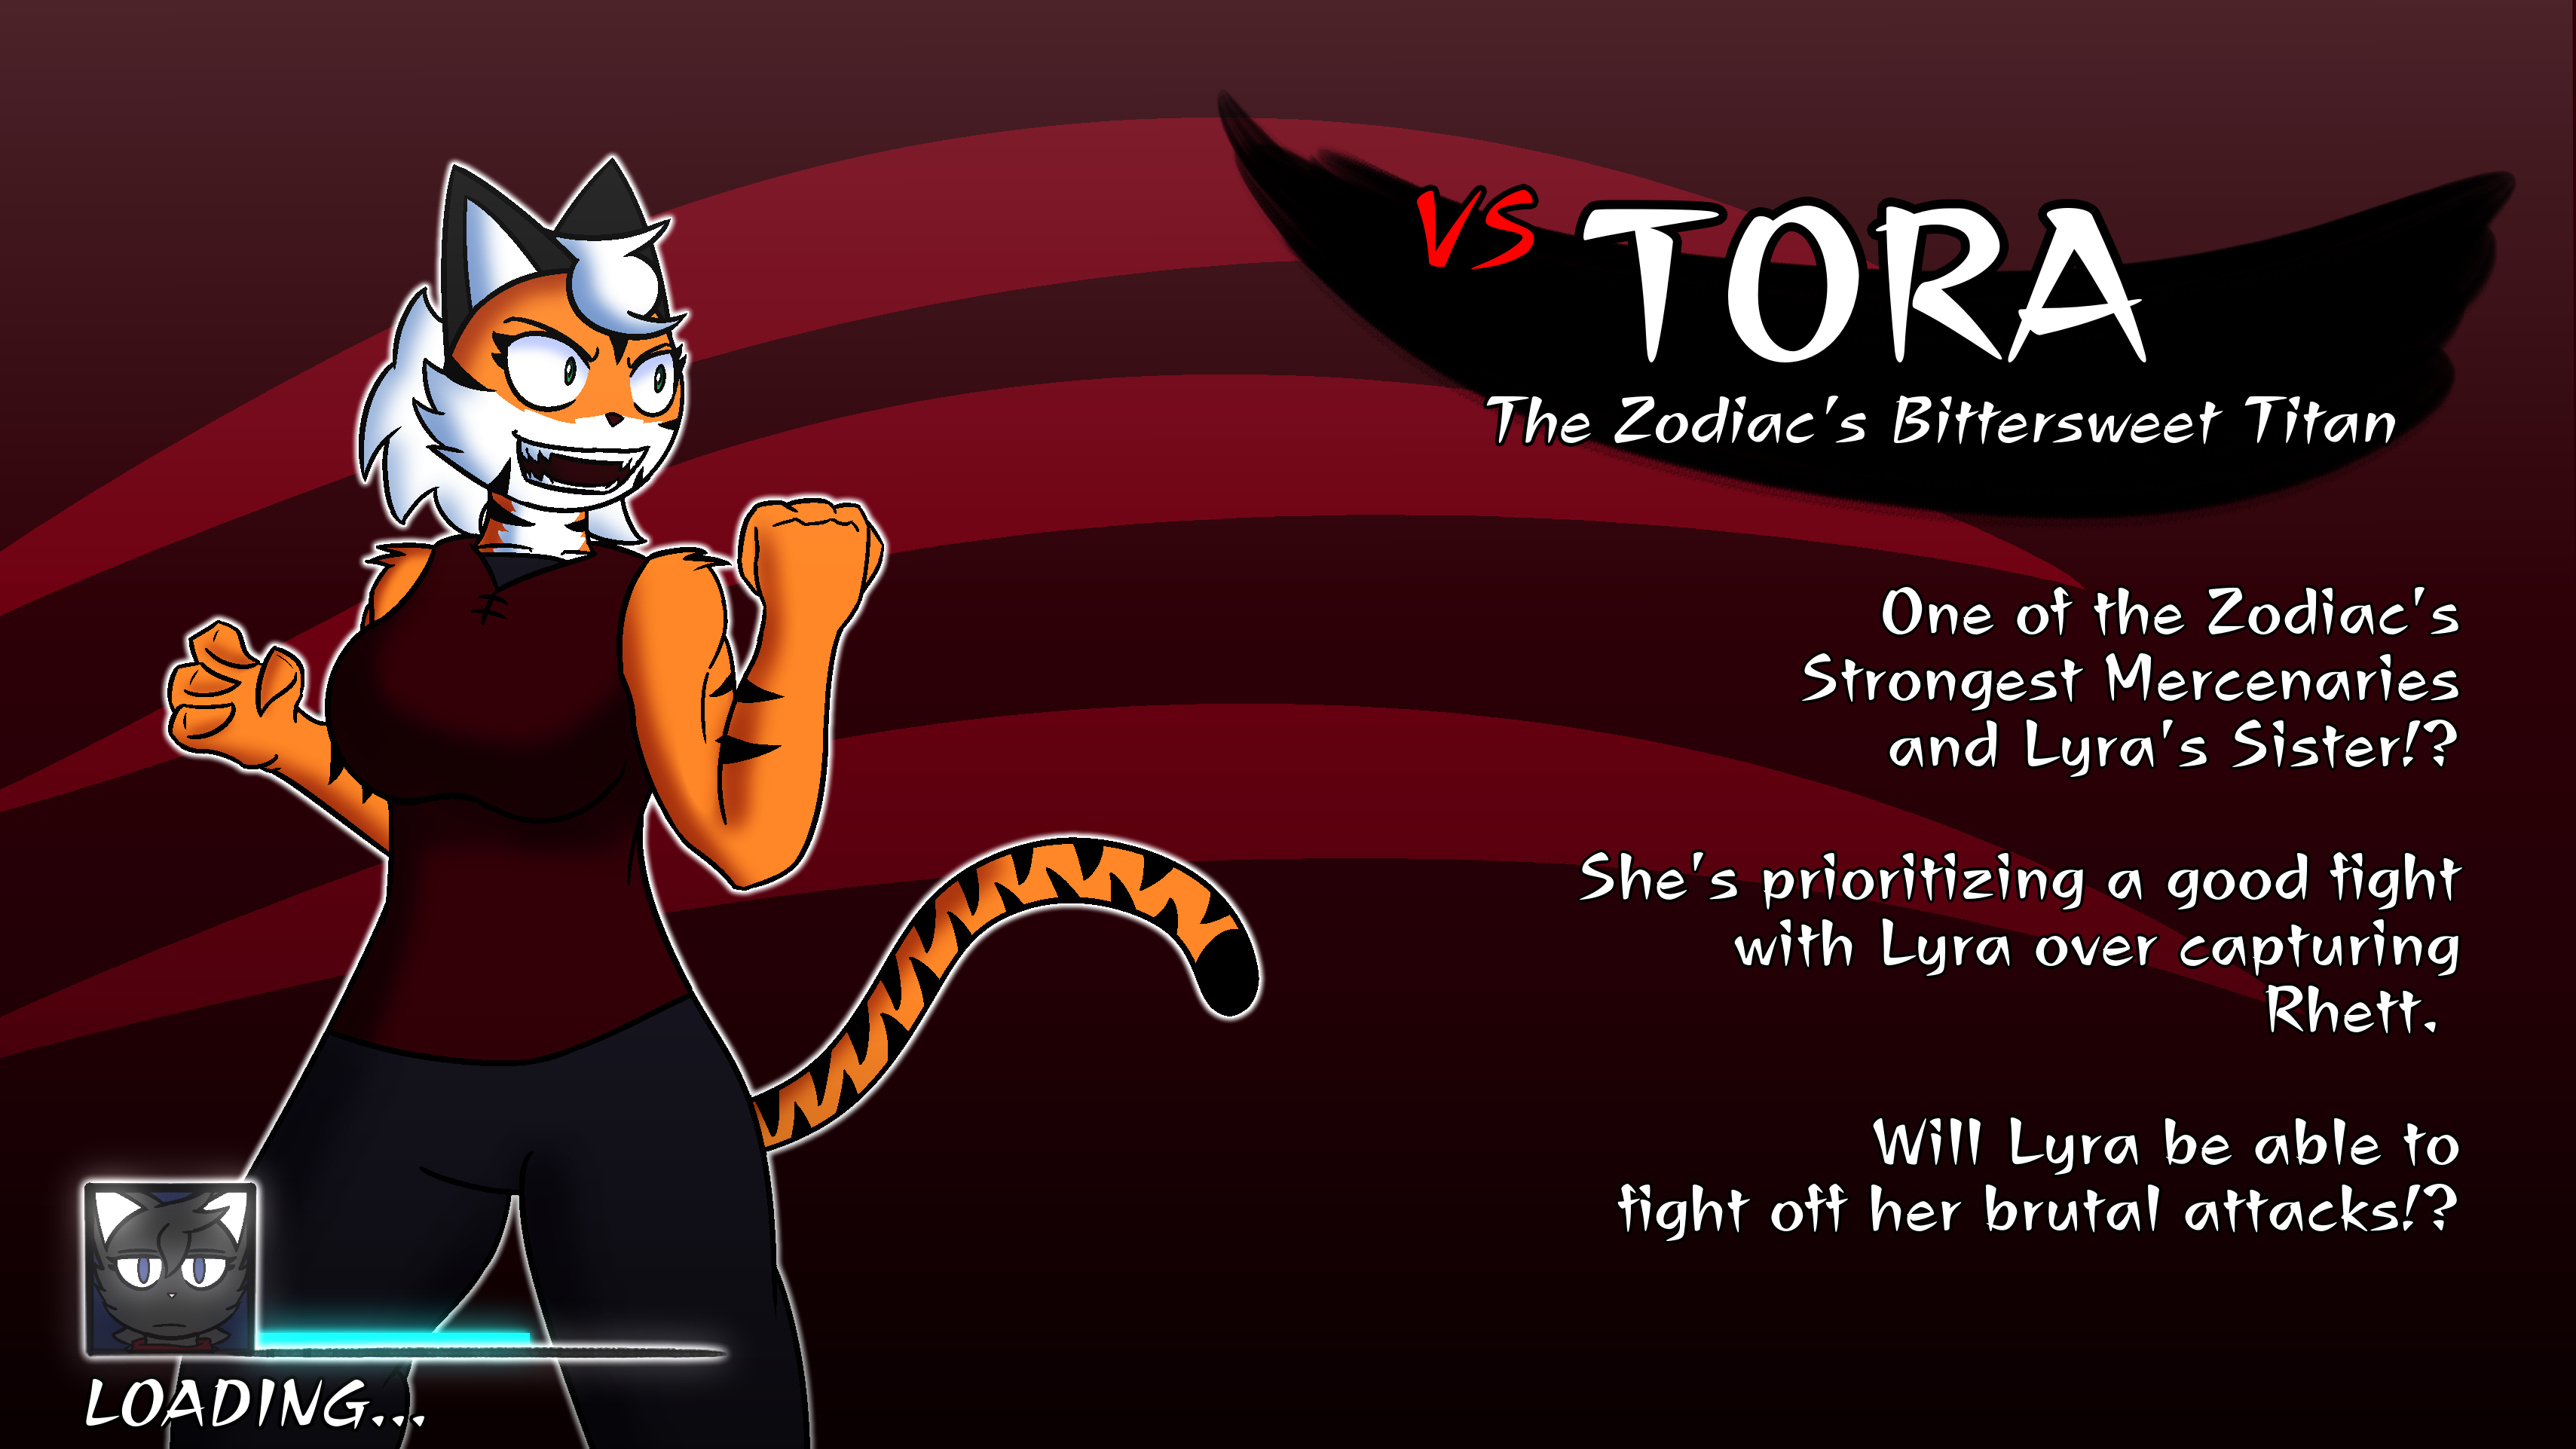 VS TORA
The Zodiac's Bittersweet Titan
One of the Zodiac's
Strongest Mercenaries
and Lyra's Sister!?
She's prioritizing a good fight
with Lyra over capturing
Rhett.
Will Lyra be able to
fight off her brutal attacks!?
LOADING...